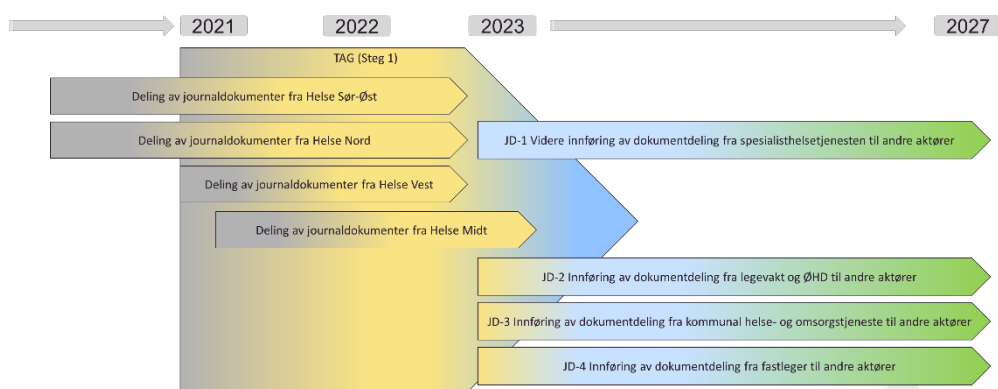 2021 2022 2023 2027
TAG (Steg 1)
Deling av journaldokumenter fra Helse Sør-Øst
Deling av journaldokumenter fra Helse Nord
JD-1 Videre innføring av dokumentdeling fra spesialisthelsetjenesten til andre aktører
Deling av journaldokumenter fra Helse Vest
Deling av journaldokumenter fra Helse Midt
JD-2 Innføring av dokumentdeling fra legevakt og ØHD til andre aktører
JD-3 Innføring av dokumentdeling fra kommunal helse- og omsorgstjeneste til andre aktører
JD-4 Innføring av dokumentdeling fra fastleger til andre aktører